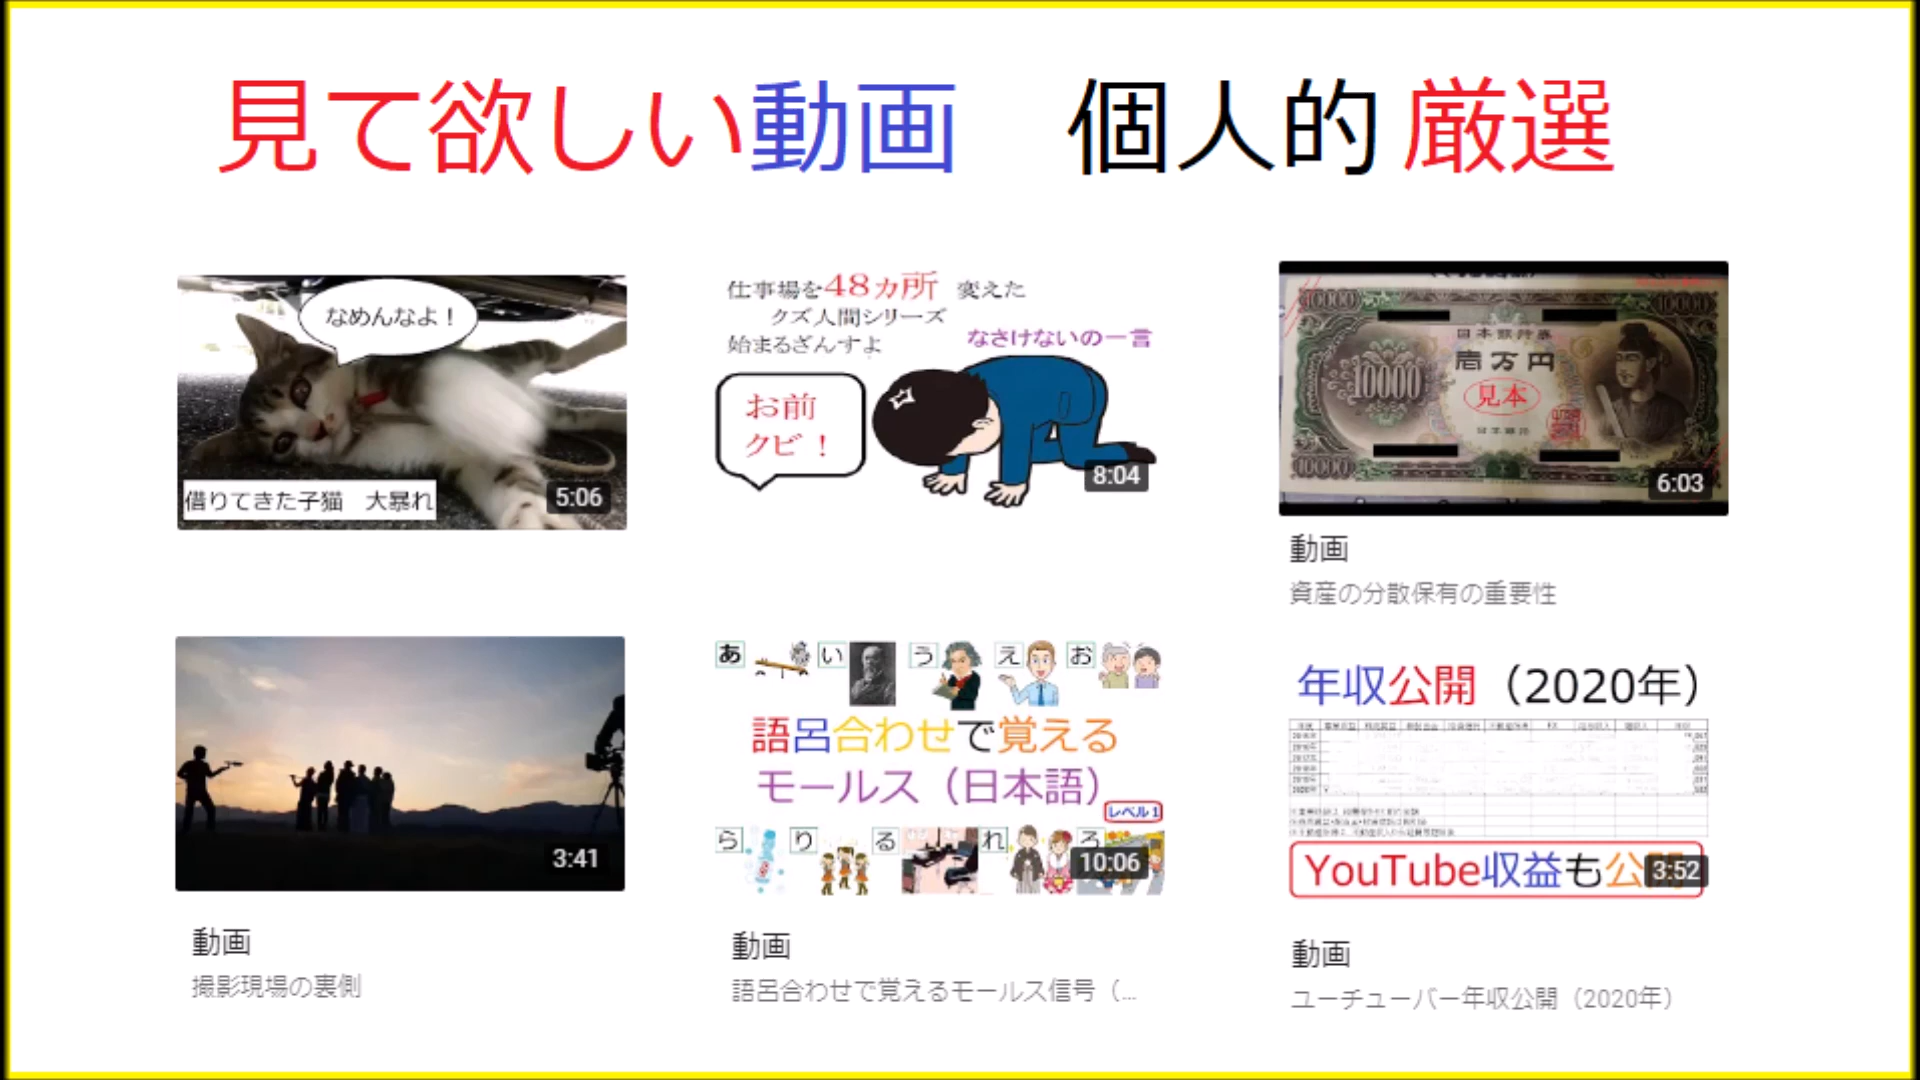 見て欲しい動画　個人的 厳選
なめんなよ！
借りてきた子猫　大暴れ
5:06
仕事場を48カ所 変えた
クズ人間シリーズ
始まるざんすよ
なさけないの一言
お前
クビ！
8:04
10000
10000
日本銀行券
壱万円
10000
見本
日本銀行
10000
6:03
動画
資産の分散保有の重要性
3:41
動画
撮影現場の裏側
あ い う え お
語呂合わせで覚える
モールス（日本語）
レベル1
ら り る れ ろ
10:06
動画
語呂合わせで覚えるモールス信号（...
年収公開（2020年）
YouTube収益も公
3:52
動画
ユーチューバー年収公開（2020年）